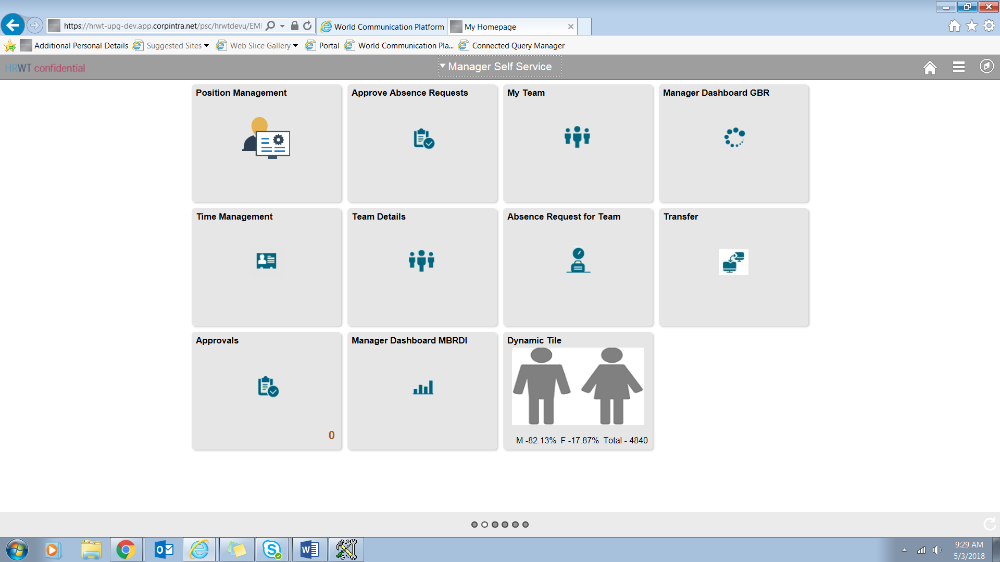 https://hrwt-upg-dev.app.corpintra.net/psc/hrwtdevu/EMI
World Communication Platform
My Homepage
Additional Personal Details
Suggested Sites
Web Slice Gallery
Portal
World Communication Pla...
Connected Query Manager
HRWT confidential
Manager Self Service
Position Management
Approve Absence Requests
My Team
Manager Dashboard GBR
Time Management
Team Details
Absence Request for Team
Transfer
Approvals
0
Manager Dashboard MBRDI
Dynamic Tile
M -82.13% F -17.87% Total - 4840
9:29 AM
5/3/2018